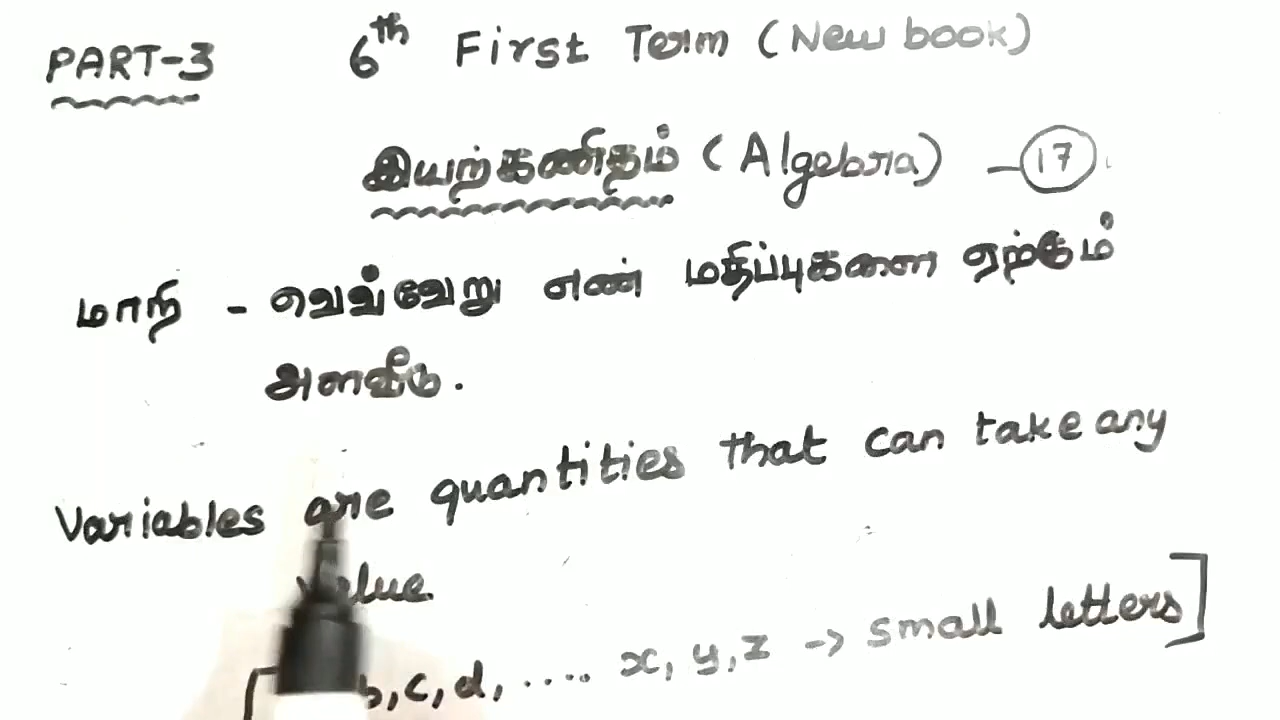 PART-3 6th First Term (New book)
இயற்கணிதம் (Algebra) - 17
மாறி - வெவ்வேறு எண் மதிப்புகளை ஏற்கும்
அளவீடு.
Variables are quantities that can take any
value
[ b, c, d, .... x, y, z -> small letters]